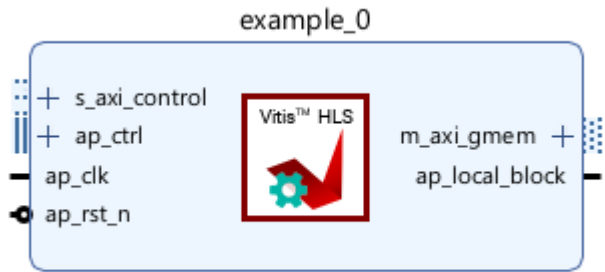 example_0
s_axi_control
ap_ctrl
ap_clk
ap_rst_n
Vitis™ HLS
m_axi_gmem
ap_local_block